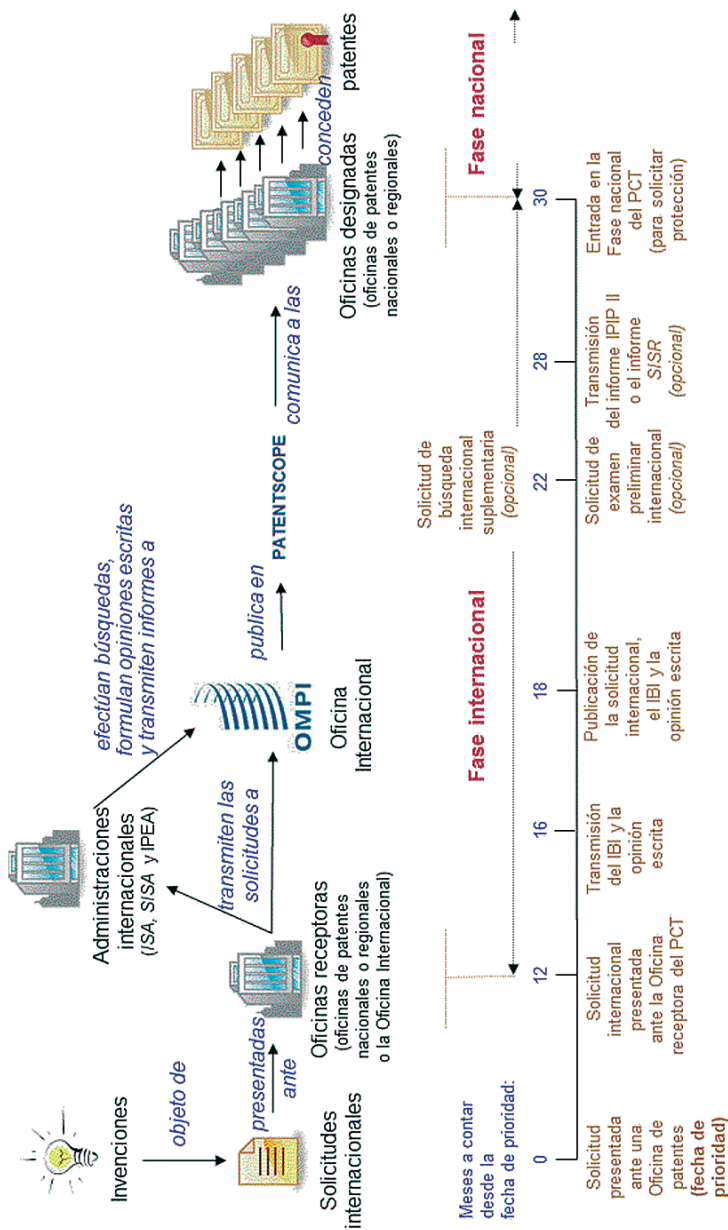 Invenciones
objeto de
Solicitudes
internacionales
presentadas
ante
Oficinas receptoras
(oficinas de patentes
nacionales o regionales
o la Oficina Internacional)
transmiten las
solicitudes a
Administraciones
internacionales
(ISA, SISA y IPEA)
efectúan búsquedas,
formulan opiniones escritas
y transmiten informes a
OMPI
Oficina
Internacional
publica en
PATENTSCOPE
comunica a las
Oficinas designadas
(oficinas de patentes
nacionales o regionales)
conceden
patentes
Meses a contar
desde la
fecha de prioridad:
Fase internacional
Solicitud de
búsqueda
internacional
suplementaria
(opcional)
Fase nacional
0
12
16
18
22
28
30
Solicitud
presentada
ante una
Oficina de
patentes
(fecha de
prioridad)
Solicitud
internacional
presentada
ante la Oficina
receptora del PCT
Transmisión
del IBI y la
opinión
escrita
Publicación de
la solicitud
internacional,
el IBI y la
opinión escrita
Solicitud de
examen
preliminar
internacional
(opcional)
Transmisión
del informe IPIP II
o el informe
SISR
(opcional)
Entrada en la
Fase nacional
del PCT
(para solicitar
protección)